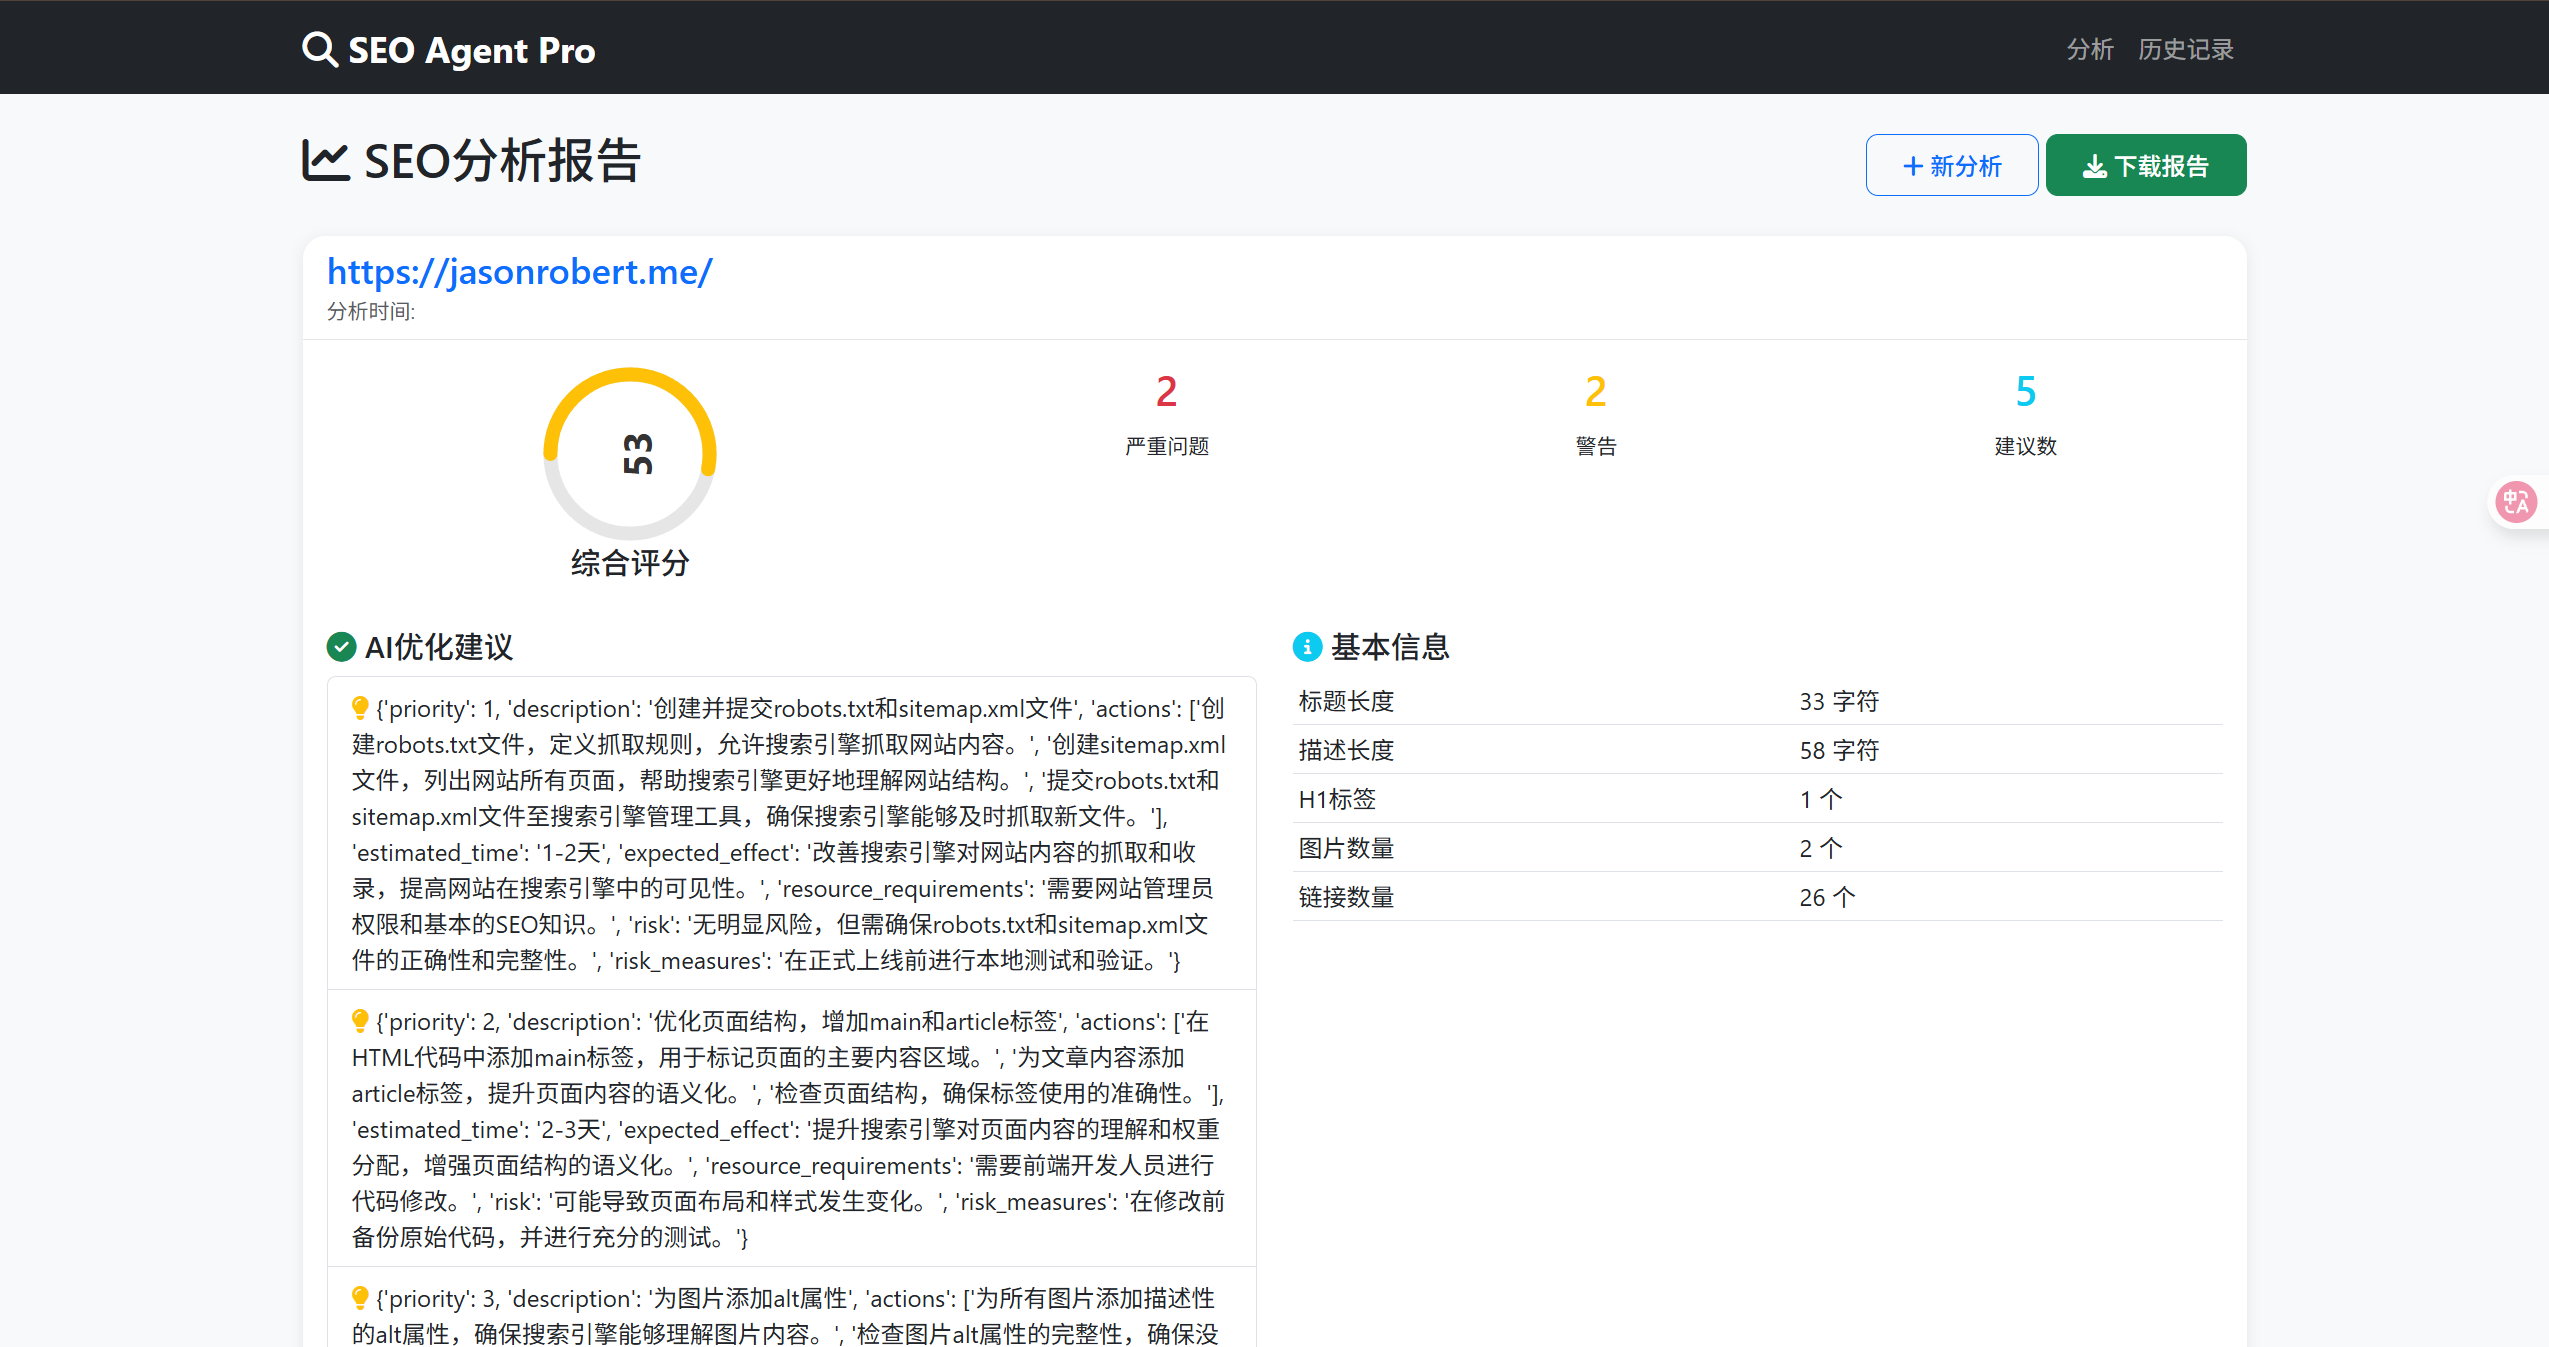 SEO Agent Pro
分析 历史记录
SEO分析报告
新分析
下载报告
https://jasonrobert.me/
分析时间:
53
综合评分
2
严重问题
2
警告
5
建议数
AI优化建议
{'priority': 1, 'description': '创建并提交robots.txt和sitemap.xml文件', 'actions': ['创
建robots.txt文件，定义抓取规则，允许搜索引擎抓取网站内容。', '创建sitemap.xml
文件，列出网站所有页面，帮助搜索引擎更好地理解网站结构。', '提交robots.txt和
sitemap.xml文件至搜索引擎管理工具，确保搜索引擎能够及时抓取新文件。'],
'estimated_time': '1-2天', 'expected_effect': '改善搜索引擎对网站内容的抓取和收
录，提高网站在搜索引擎中的可见性。', 'resource_requirements': '需要网站管理员
权限和基本的SEO知识。', 'risk': '无明显风险，但需确保robots.txt和sitemap.xml文
件的正确性和完整性。', 'risk_measures': '在正式上线前进行本地测试和验证。'}
{'priority': 2, 'description': '优化页面结构，增加main和article标签', 'actions': ['在
HTML代码中添加main标签，用于标记页面的主要内容区域。', '为文章内容添加
article标签，提升页面内容的语义化。', '检查页面结构，确保标签使用的准确性。'],
'estimated_time': '2-3天', 'expected_effect': '提升搜索引擎对页面内容的理解和权重
分配，增强页面结构的语义化。', 'resource_requirements': '需要前端开发人员进行
代码修改。', 'risk': '可能导致页面布局和样式发生变化。', 'risk_measures': '在修改前
备份原始代码，并进行充分的测试。'}
{'priority': 3, 'description': '为图片添加alt属性', 'actions': ['为所有图片添加描述性
的alt属性，确保搜索引擎能够理解图片内容。', '检查图片alt属性的完整性，确保没
基本信息
标题长度 33 字符
描述长度 58 字符
H1标签 1 个
图片数量 2 个
链接数量 26 个
中A